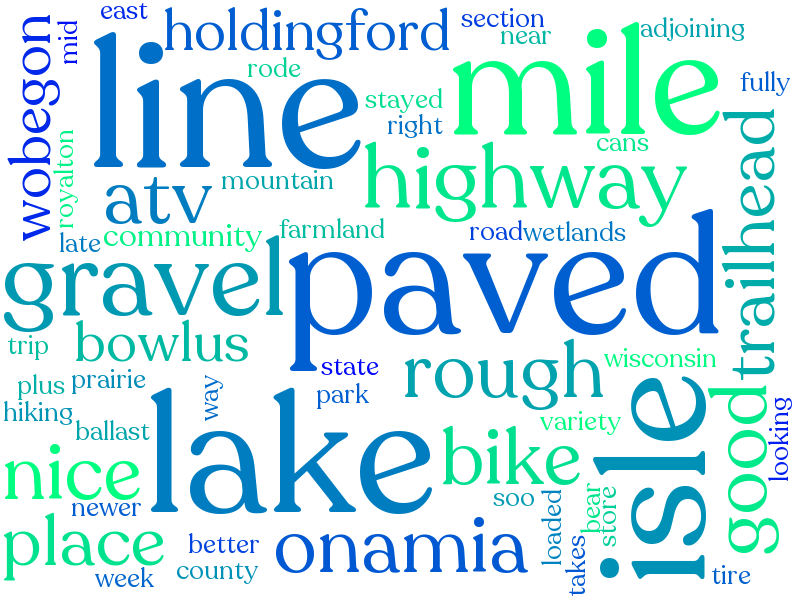 east
holdingford
section
near
adjoining
wobegon
mid
line
mile
rode
stayed
fully
right
cans
trailhead
royalton
atv
mountain
highway
late
community
farmland
road
wetlands
gravel
paved
trip
bowlus
state
rough
wisconsin
plus
prairie
way
park
isle
good
looking
hiking
ballast
lake
variety
nice
bike
newer
soo
loaded
bear
store
place
better
onamia
takes
week
county
tire